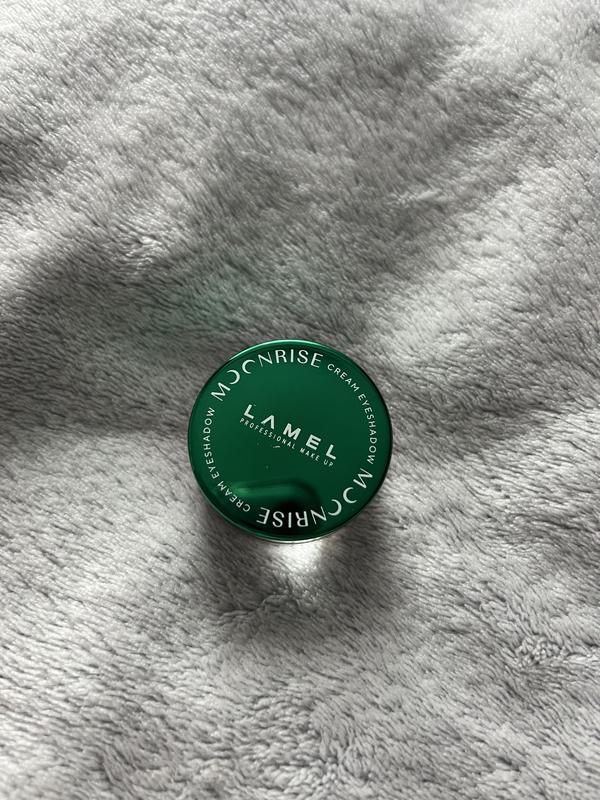 MOONRISE CREAM EYESHADOW
MOONRISE CREAM EYESHADOW
LAMEL
PROFESSIONAL MAKE UP